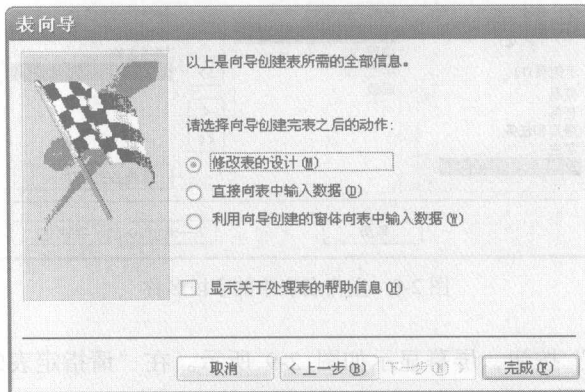 表向导
以上是向导创建表所需的全部信息。
请选择向导创建完表之后的动作:
修改表的设计(M)
直接向表中输入数据(D)
利用向导创建的窗体向表中输入数据(W)
显示关于处理表的帮助信息(H)
取消 <上一步(B) 下一步(N)> 完成(F)